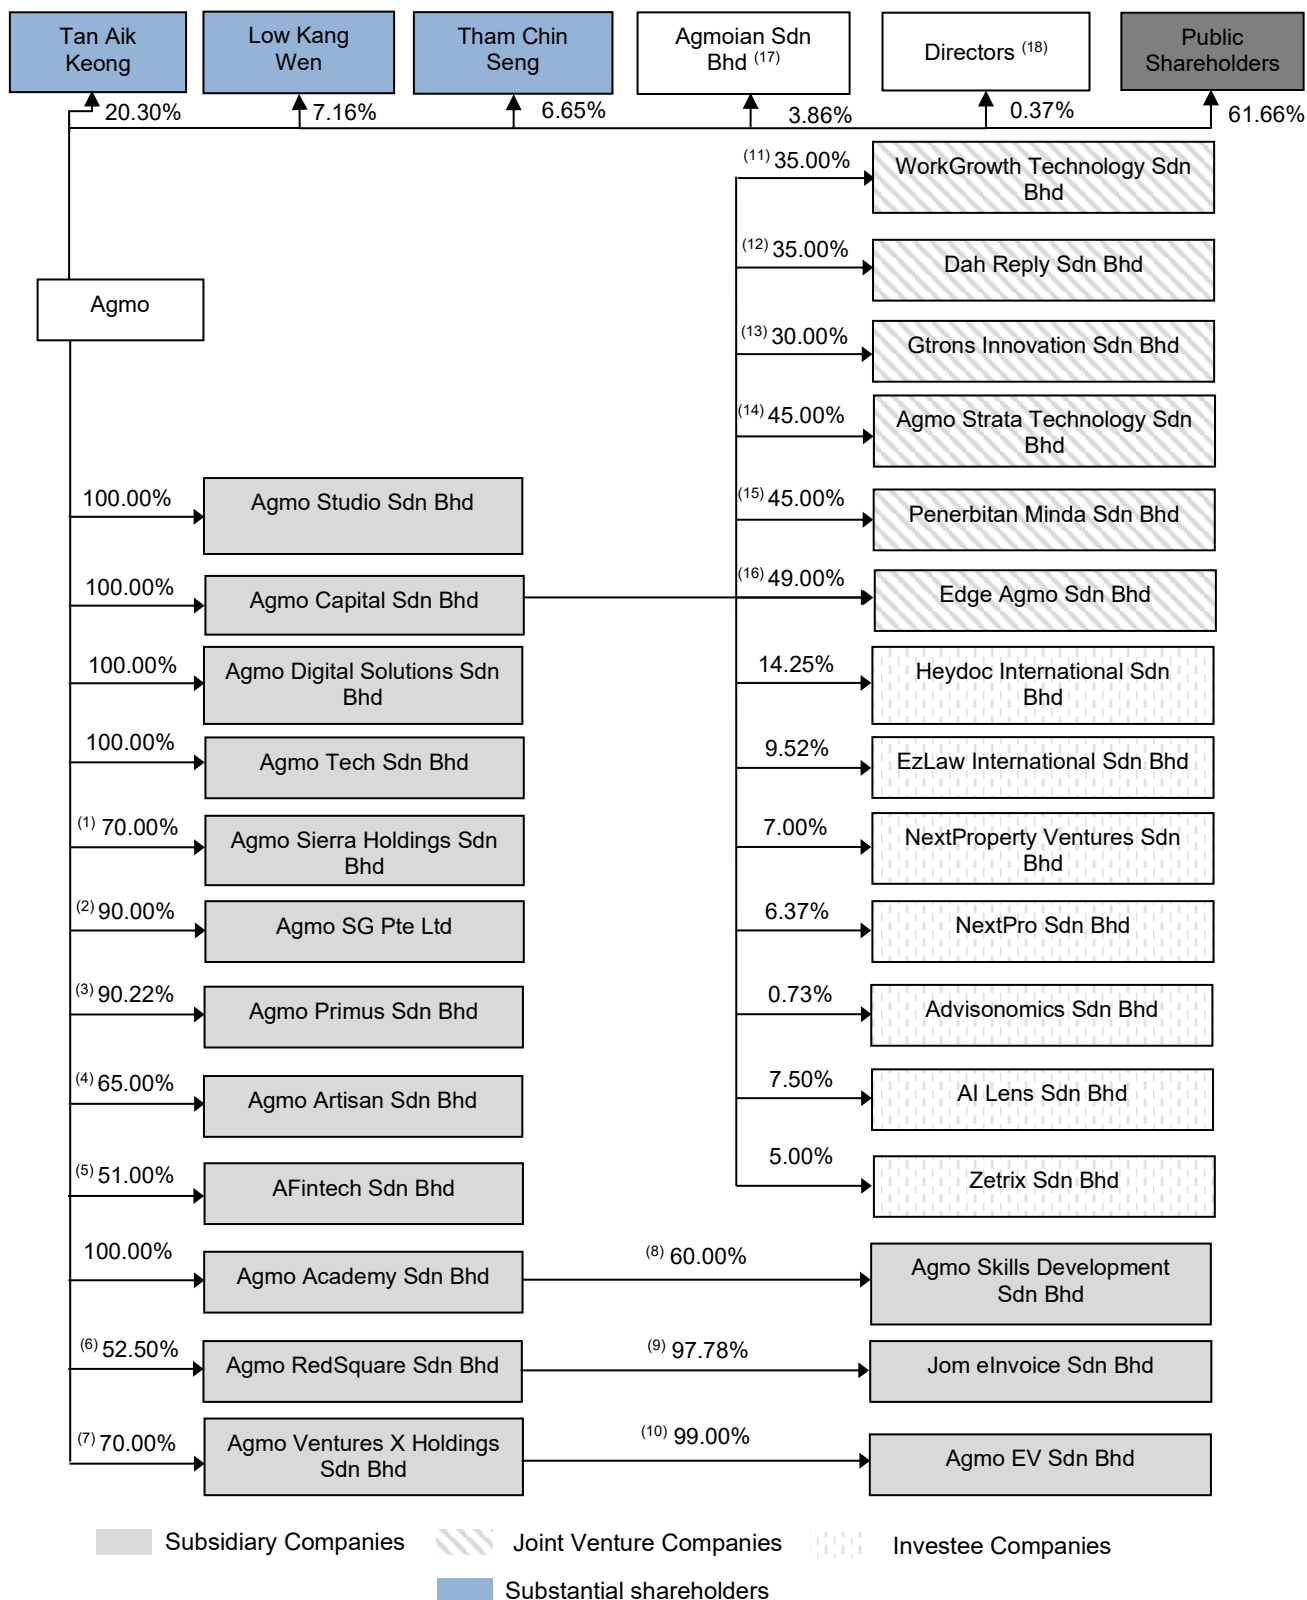 Tan Aik
Keong
Low Kang
Wen
Tham Chin
Seng
Agmoian Sdn
Bhd (17)
Directors (18)
Public
Shareholders
20.30%
7.16%
6.65%
3.86%
0.37%
61.66%
Agmo
(11) 35.00%
WorkGrowth Technology Sdn
Bhd
(12) 35.00%
Dah Reply Sdn Bhd
(13) 30.00%
Gtrons Innovation Sdn Bhd
(14) 45.00%
Agmo Strata Technology Sdn
Bhd
(15) 45.00%
Penerbitan Minda Sdn Bhd
(16) 49.00%
Edge Agmo Sdn Bhd
14.25%
Heydoc International Sdn
Bhd
9.52%
EzLaw International Sdn Bhd
7.00%
NextProperty Ventures Sdn
Bhd
6.37%
NextPro Sdn Bhd
0.73%
Advisonomics Sdn Bhd
7.50%
AI Lens Sdn Bhd
5.00%
Zetrix Sdn Bhd
100.00%
Agmo Studio Sdn Bhd
100.00%
Agmo Capital Sdn Bhd
100.00%
Agmo Digital Solutions Sdn
Bhd
100.00%
Agmo Tech Sdn Bhd
(1) 70.00%
Agmo Sierra Holdings Sdn
Bhd
(2) 90.00%
Agmo SG Pte Ltd
(3) 90.22%
Agmo Primus Sdn Bhd
(4) 65.00%
Agmo Artisan Sdn Bhd
(5) 51.00%
AFintech Sdn Bhd
100.00%
Agmo Academy Sdn Bhd
(8) 60.00%
Agmo Skills Development
Sdn Bhd
(6) 52.50%
Agmo RedSquare Sdn Bhd
(9) 97.78%
Jom eInvoice Sdn Bhd
(7) 70.00%
Agmo Ventures X Holdings
Sdn Bhd
(10) 99.00%
Agmo EV Sdn Bhd
Subsidiary Companies
Joint Venture Companies
Investee Companies
Substantial shareholders